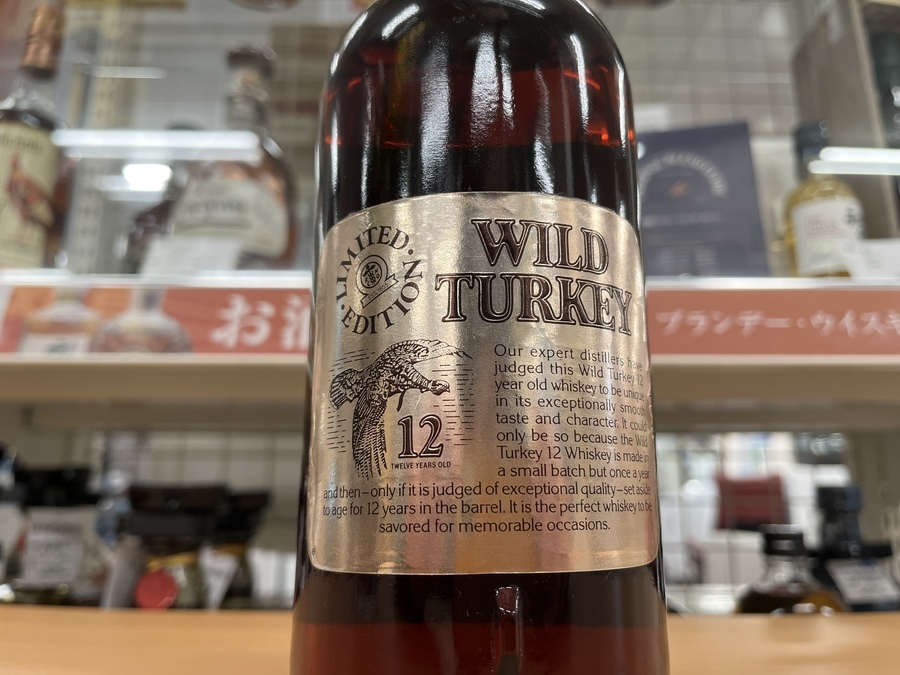 ·LIMITED·
EDITION
WILD
TURKEY
Our expert distillers have
judged this Wild Turkey 12
year old whiskey to be unique
in its exceptionally smooth
taste and character. It could
only be so because the Wild
Turkey 12 Whiskey is made in
a small batch but once a year
and then—only if it is judged of exceptional quality—set aside
to age for 12 years in the barrel. It is the perfect whiskey to be
savored for memorable occasions.
12
TWELVE YEARS OLD
お酒
ブランデー・ウイスキ